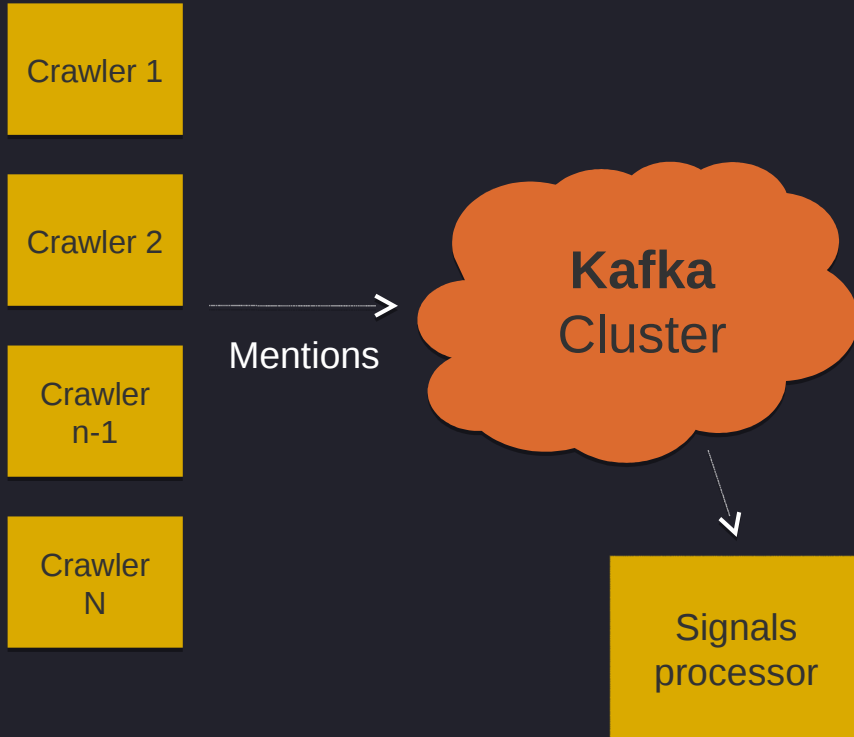 Crawler 1
Crawler 2
Crawler
n-1
Crawler
N
Mentions
Kafka
Cluster
Signals
processor